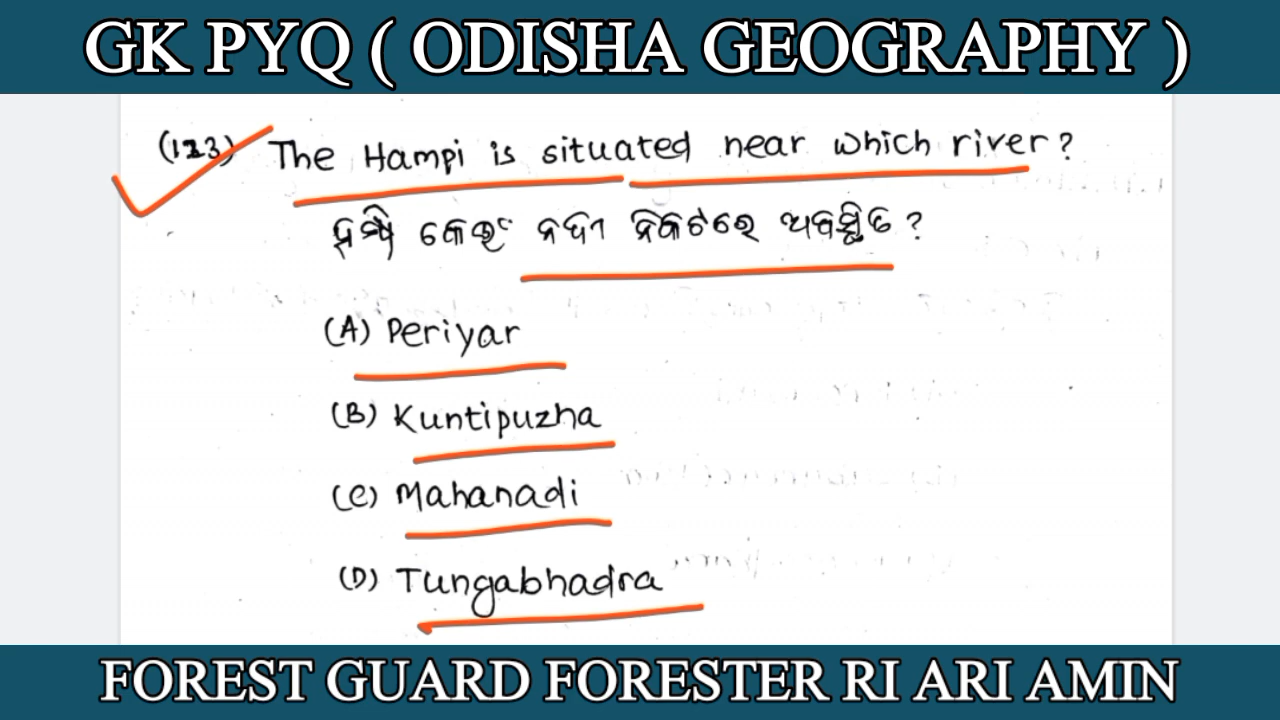 GK PYQ ( ODISHA GEOGRAPHY )
(123) The Hampi is situated near which river?
ହମ୍ପି କେଉଁ ନଦୀ ନିକଟରେ ଅବସ୍ଥିତ ?
(A) Periyar
(B) Kuntipuzha
(C) Mahanadi
(D) Tungabhadra
FOREST GUARD FORESTER RI ARI AMIN